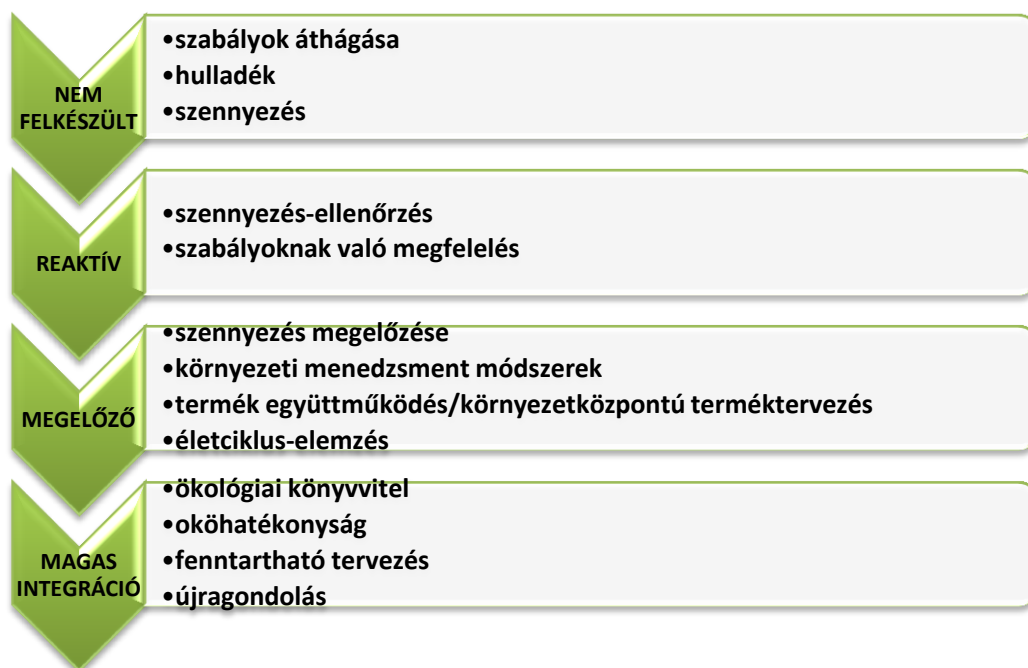 NEM
FELKÉSZÜLT
•szabályok áthágása
•hulladék
•szennyezés
REAKTÍV
•szennyezés-ellenőrzés
•szabályoknak való megfelelés
MEGELŐZŐ
•szennyezés megelőzése
•környezeti menedzsment módszerek
•termék együttműködés/környezetközpontú terméktervezés
•életciklus-elemzés
MAGAS
INTEGRÁCIÓ
•ökológiai könyvvitel
•oköhatékonyság
•fenntartható tervezés
•újragondolás